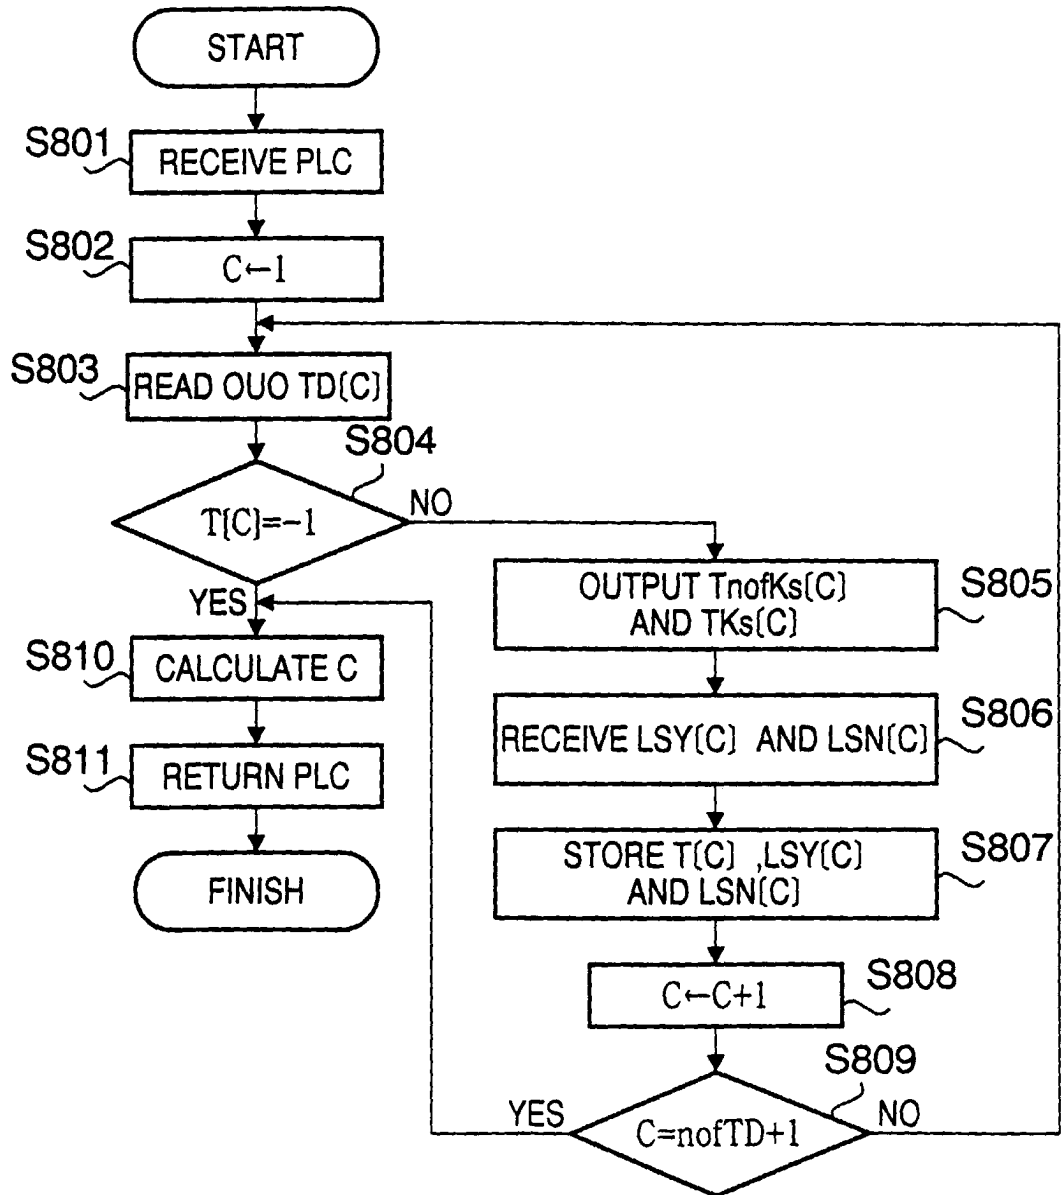 START
S801
RECEIVE PLC
S802
C←1
S803
READ OUO TD[C]
S804
T[C]=−1
NO
YES
S805
OUTPUT TnofKs[C]
AND TKs[C]
S806
RECEIVE LSY[C] AND LSN[C]
S807
STORE T[C] ,LSY[C]
AND LSN[C]
S808
C←C+1
S809
C=nofTD+1
YES
NO
S810
CALCULATE C
S811
RETURN PLC
FINISH